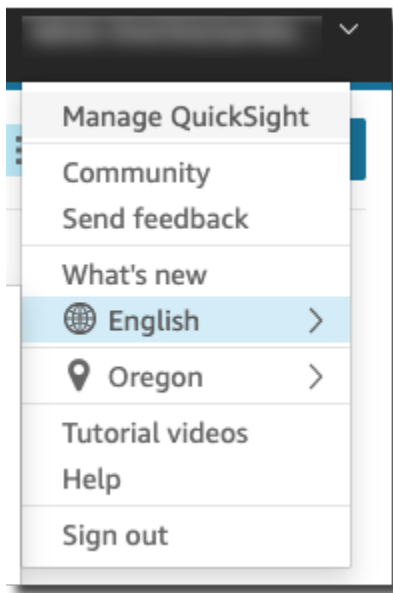 Manage QuickSight
Community
Send feedback
What's new
English
Oregon
Tutorial videos
Help
Sign out